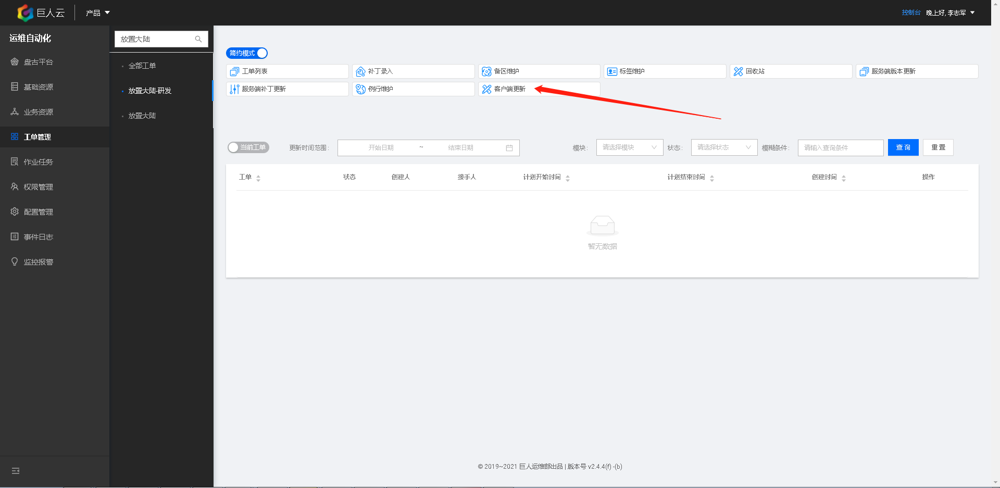 巨人云
产品
控制台 晚上好, 李志军
运维自动化
盘古平台
基础资源
业务资源
工单管理
作业任务
权限管理
配置管理
事件日志
监控报警
放置大陆
全部工单
放置大陆-研发
放置大陆
简约模式
工单列表 补丁录入 备区维护 标签维护 回收站 服务端版本更新
服务端补丁更新 例行维护 客户端更新
当前工单 更新时间范围: 开始日期 ~ 结束日期 模块: 请选择模块 状态: 请选择状态 模糊条件: 请输入查询条件 查 询 重 置
工单 状态 创建人 接手人 计划开始时间 计划结束时间 创建时间 操作
暂无数据
© 2019~2021 巨人运维部出品 | 版本号 v2.4.4(f) -(b)